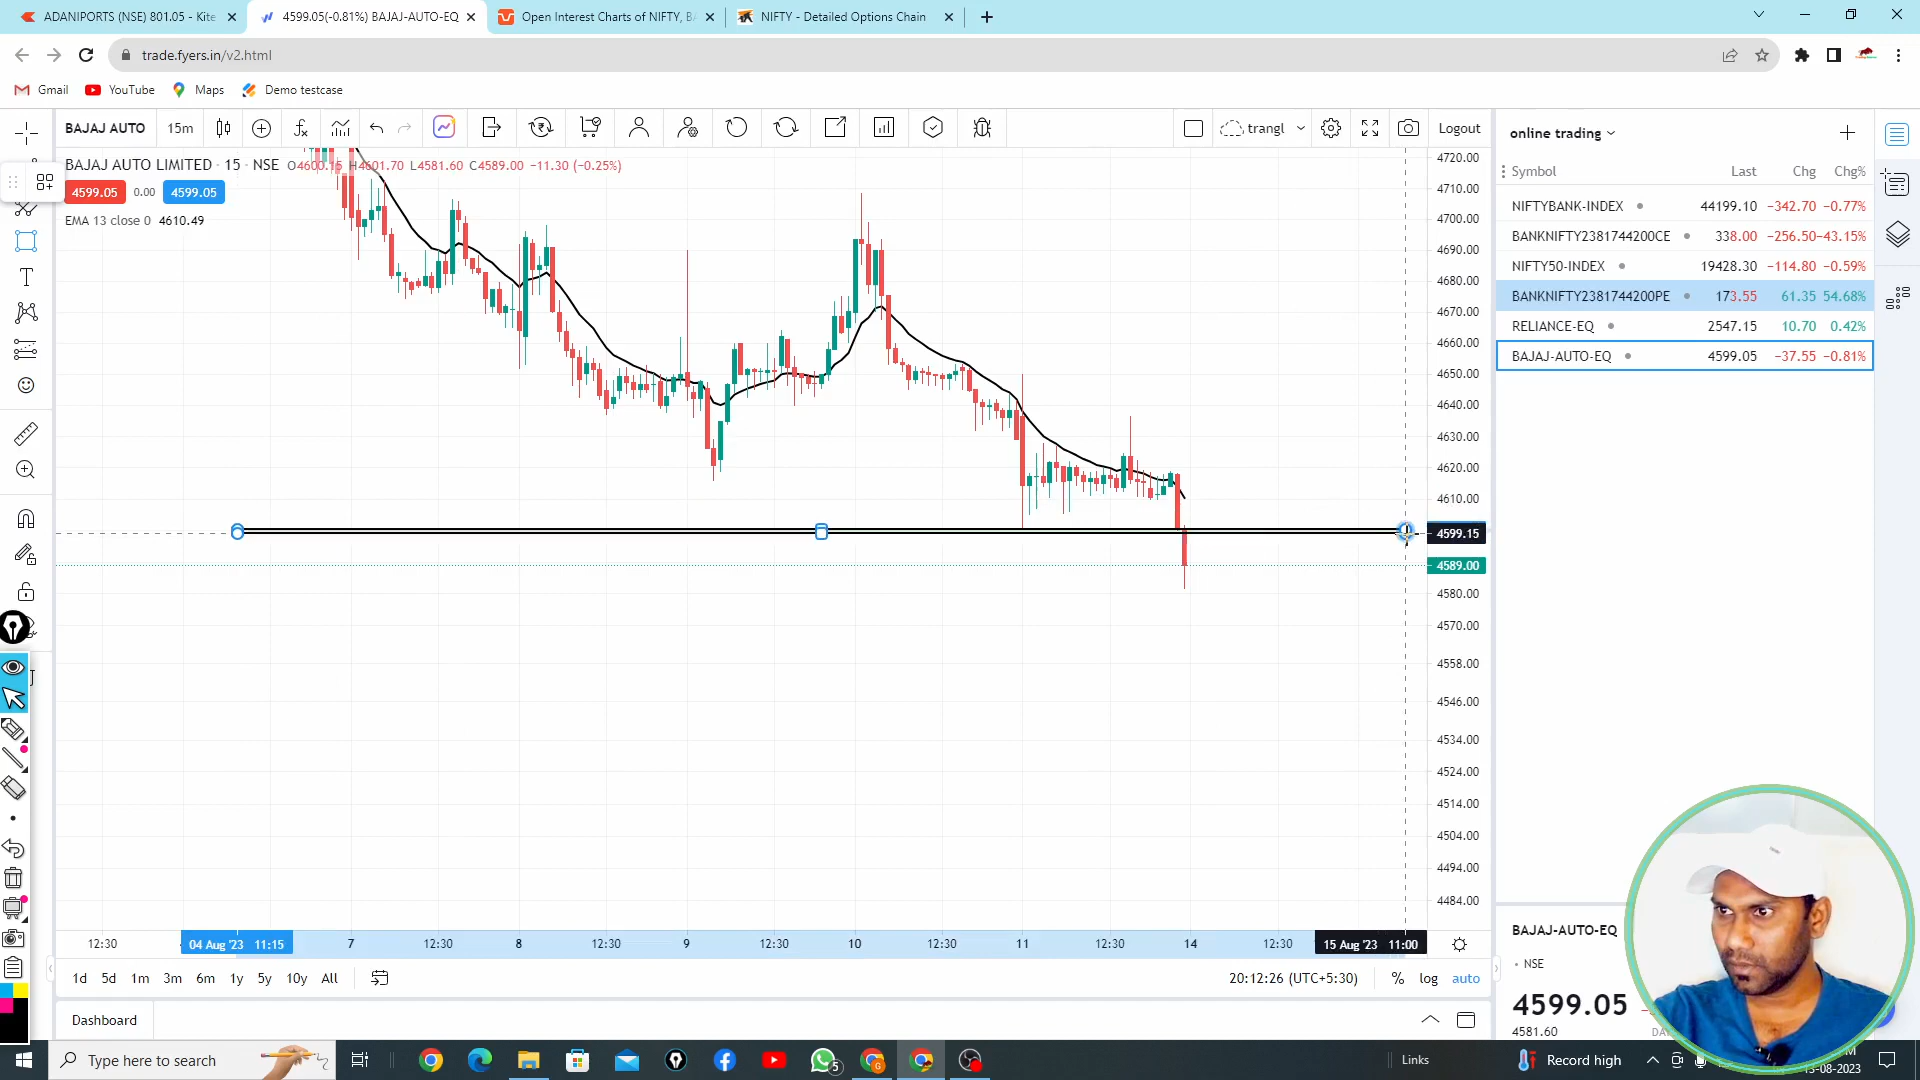 ADANIPORTS (NSE) 801.05 - Kite
4599.05(-0.81%) BAJAJ-AUTO-EQ
Open Interest Charts of NIFTY, BA
NIFTY - Detailed Options Chain
trade.fyers.in/v2.html
Gmail
YouTube
Maps
Demo testcase
BAJAJ AUTO
15m
trangl
Logout
BAJAJ AUTO LIMITED · 15 · NSE O4600.15 H4601.70 L4581.60 C4589.00 −11.30 (−0.25%)
4599.05 0.00 4599.05
EMA 13 close 0 4610.49
4720.00
4710.00
4700.00
4690.00
4680.00
4670.00
4660.00
4650.00
4640.00
4630.00
4620.00
4610.00
4599.15
4589.00
4580.00
4570.00
4558.00
4546.00
4534.00
4524.00
4514.00
4504.00
4494.00
4484.00
12:30 04 Aug '23 11:15 7 12:30 8 12:30 9 12:30 10 12:30 11 12:30 14 12:30 15 Aug '23 11:00
1d 5d 1m 3m 6m 1y 5y 10y All
20:12:26 (UTC+5:30) % log auto
Dashboard
online trading
Symbol Last Chg Chg%
NIFTYBANK-INDEX 44199.10 −342.70 −0.77%
BANKNIFTY2381744200CE 338.00 −256.50 −43.15%
NIFTY50-INDEX 19428.30 −114.80 −0.59%
BANKNIFTY2381744200PE 173.55 61.35 54.68%
RELIANCE-EQ 2547.15 10.70 0.42%
BAJAJ-AUTO-EQ 4599.05 −37.55 −0.81%
BAJAJ-AUTO-EQ
NSE
4599.05
4581.60
Type here to search
5
Links
Record high
13-08-2023